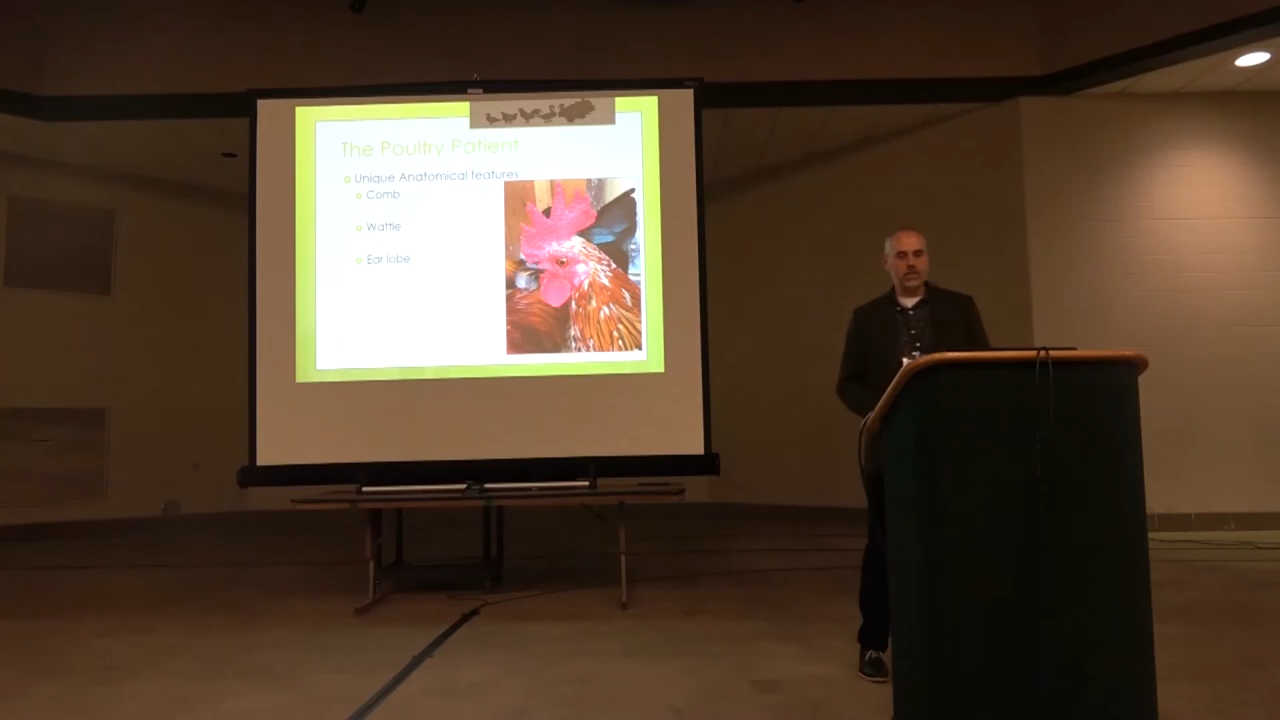 The Poultry Patient
Unique Anatomical features
Comb
Wattle
Ear lobe